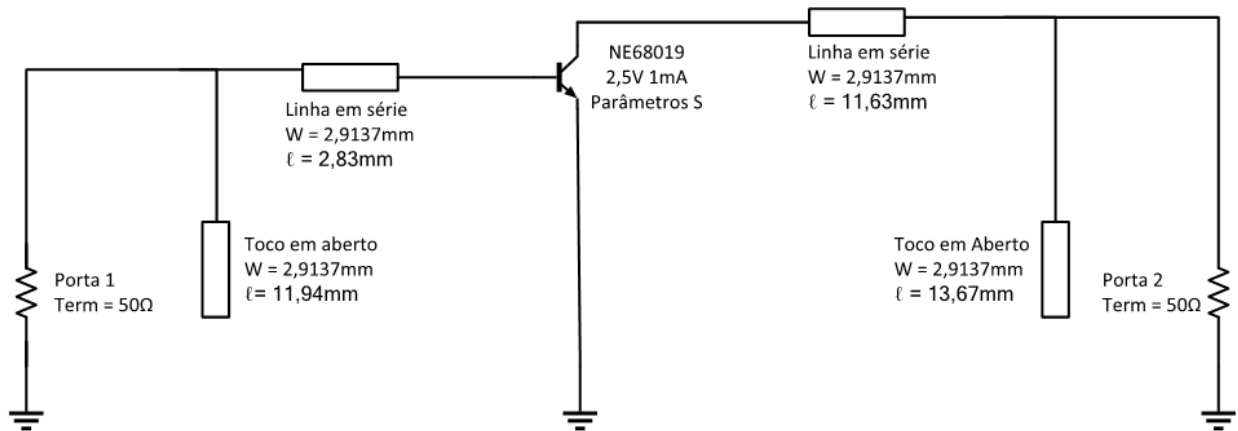 NE68019
2,5V 1mA
Parâmetros S
Linha em série
W = 2,9137mm
ℓ = 11,63mm
Linha em série
W = 2,9137mm
ℓ = 2,83mm
Toco em aberto
W = 2,9137mm
ℓ= 11,94mm
Toco em Aberto
W = 2,9137mm
ℓ = 13,67mm
Porta 1
Term = 50Ω
Porta 2
Term = 50Ω